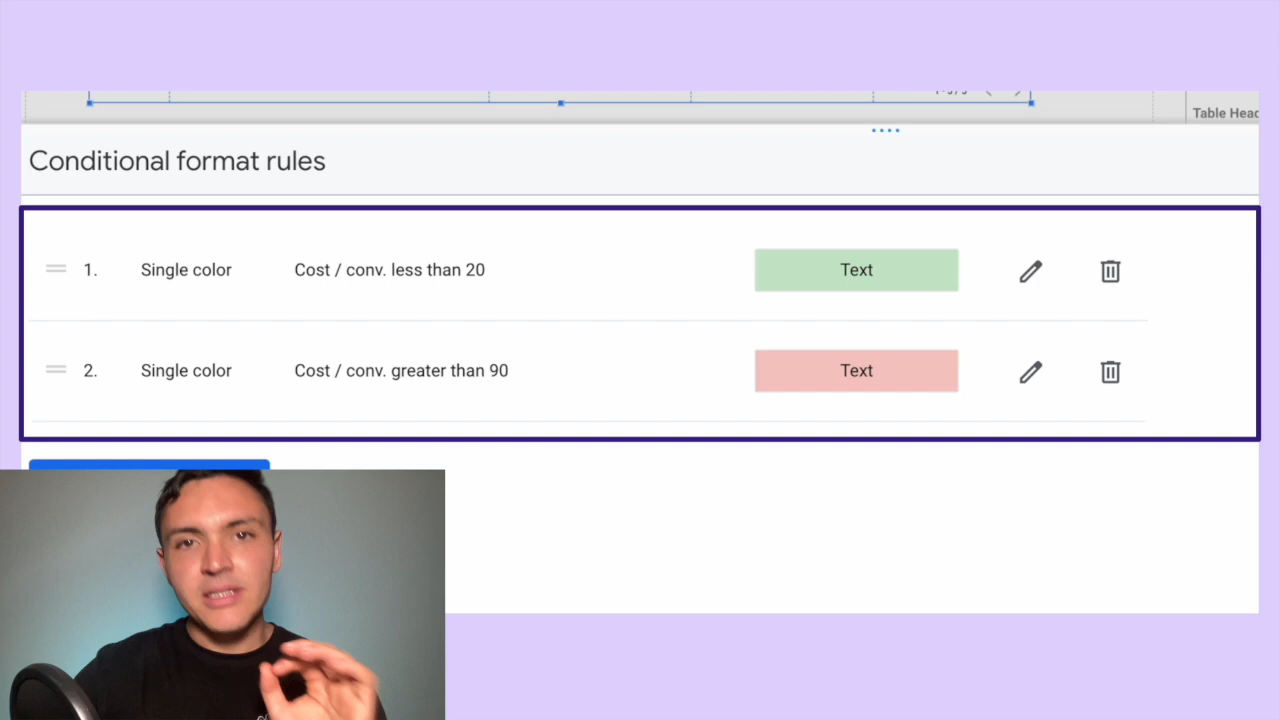 Table Head
Conditional format rules
1. Single color Cost / conv. less than 20 Text
2. Single color Cost / conv. greater than 90 Text